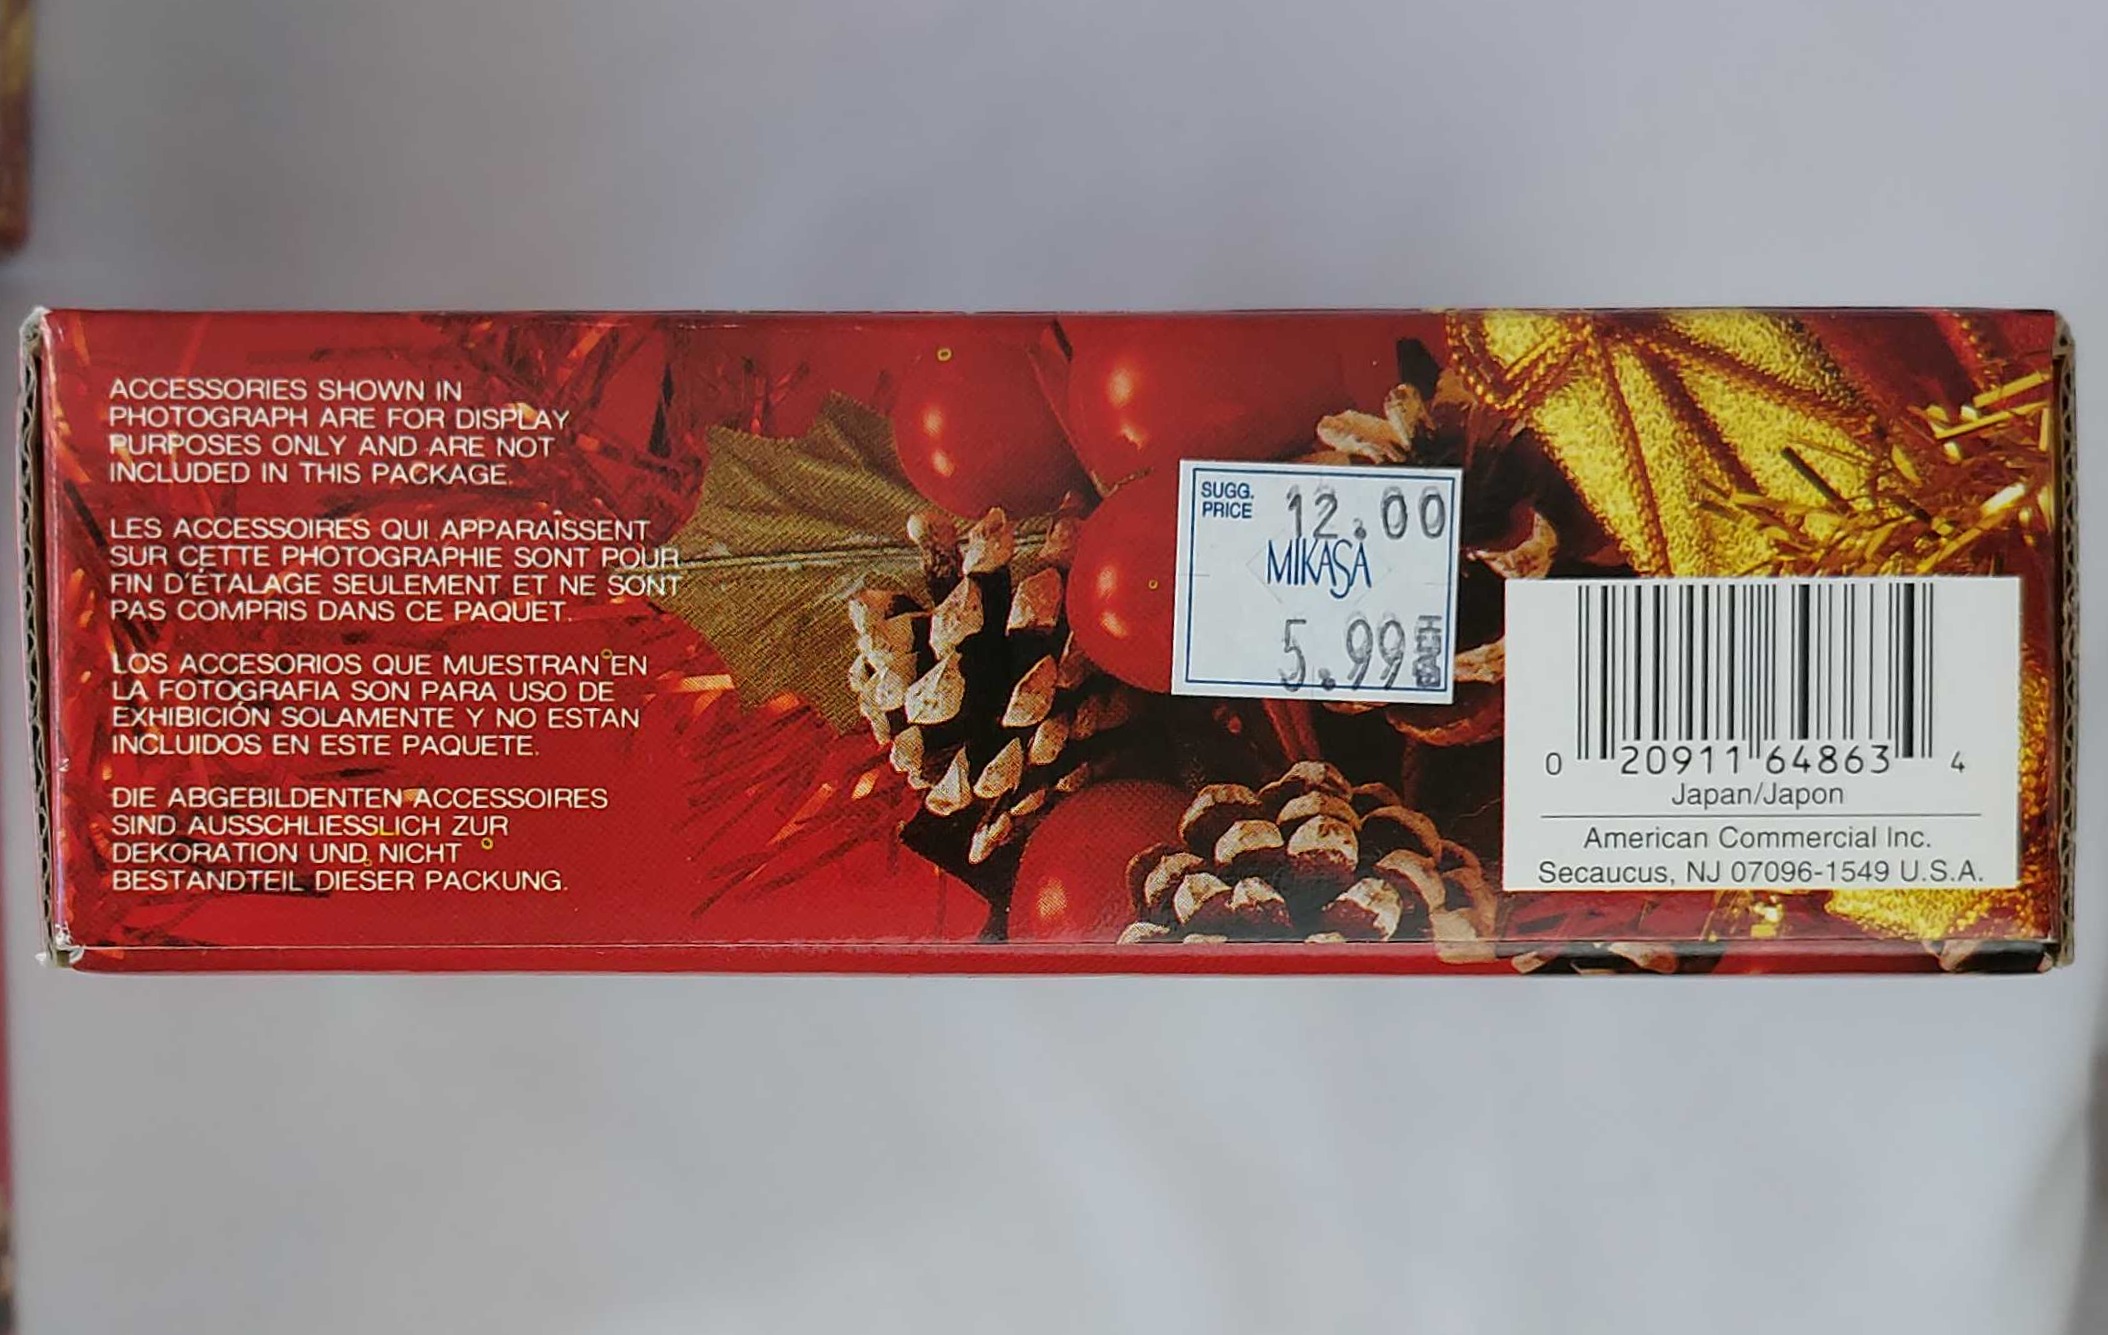 ACCESSORIES SHOWN IN
PHOTOGRAPH ARE FOR DISPLAY
PURPOSES ONLY AND ARE NOT
INCLUDED IN THIS PACKAGE.
LES ACCESSOIRES QUI APPARAISSENT
SUR CETTE PHOTOGRAPHIE SONT POUR
FIN D'ÉTALAGE SEULEMENT ET NE SONT
PAS COMPRIS DANS CE PAQUET.
LOS ACCESORIOS QUE MUESTRAN EN
LA FOTOGRAFIA SON PARA USO DE
EXHIBICIÓN SOLAMENTE Y NO ESTAN
INCLUIDOS EN ESTE PAQUETE.
DIE ABGEBILDENTEN ACCESSOIRES
SIND AUSSCHLIESSLICH ZUR
DEKORATION UND NICHT
BESTANDTEIL DIESER PACKUNG.
SUGG.
PRICE 12.00
MIKASA
5.99
0 20911 64863 4
Japan/Japon
American Commercial Inc.
Secaucus, NJ 07096-1549 U.S.A.